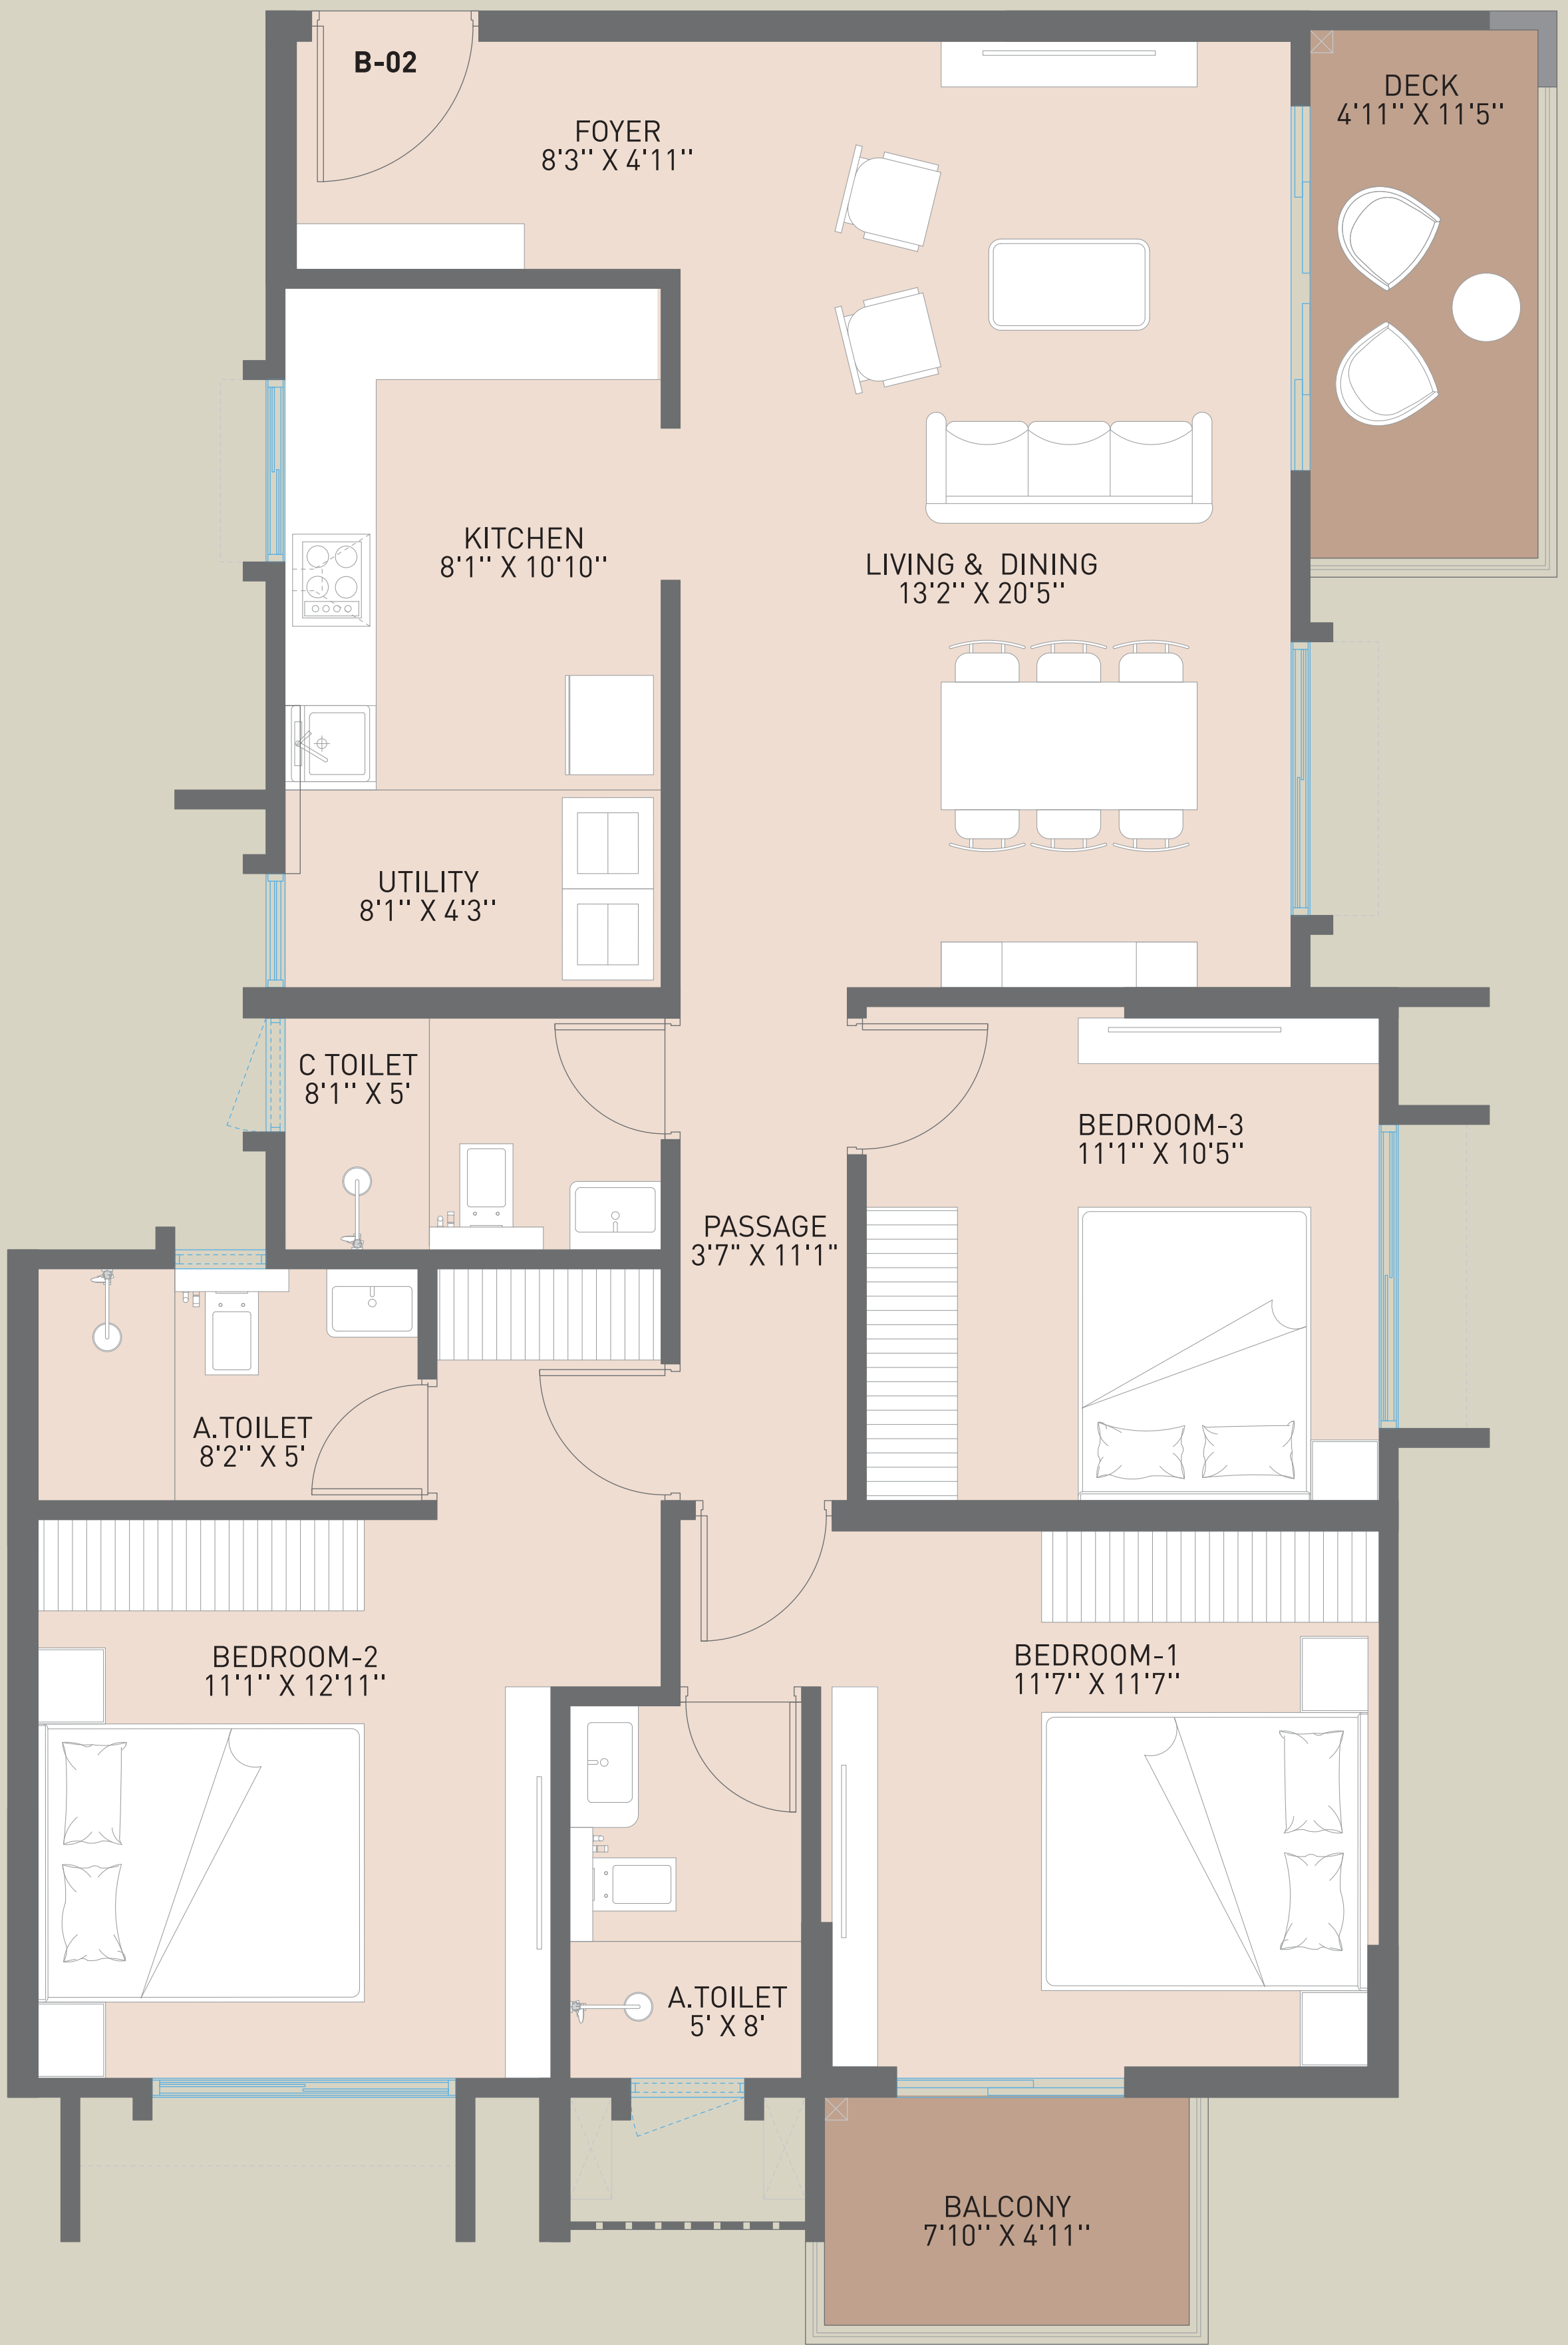 B-02
DECK
4'11'' X 11'5''
FOYER
8'3'' X 4'11''
KITCHEN
8'1'' X 10'10''
LIVING &  DINING
13'2'' X 20'5''
UTILITY
8'1'' X 4'3''
C TOILET
8'1'' X 5'
BEDROOM-3
11'1'' X 10'5''
PASSAGE
3'7" X 11'1"
A.TOILET
8'2'' X 5'
BEDROOM-2
11'1'' X 12'11''
BEDROOM-1
11'7'' X 11'7''
A.TOILET
5' X 8'
BALCONY
7'10'' X 4'11''